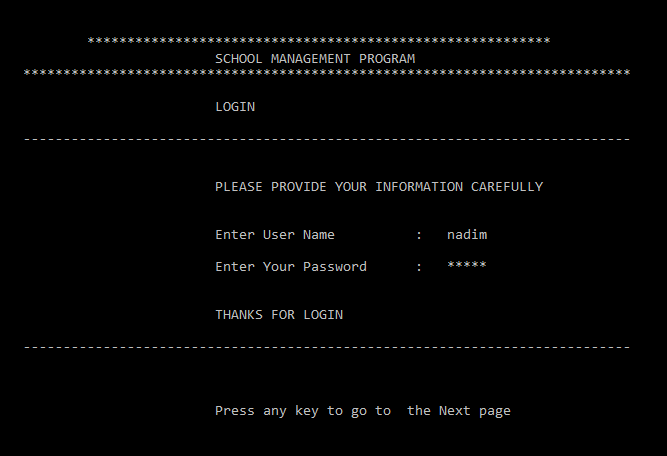 **********************************************************
SCHOOL MANAGEMENT PROGRAM
****************************************************************************
LOGIN
----------------------------------------------------------------------------
PLEASE PROVIDE YOUR INFORMATION CAREFULLY
Enter User Name : nadim
Enter Your Password : *****
THANKS FOR LOGIN
----------------------------------------------------------------------------
Press any key to go to the Next page